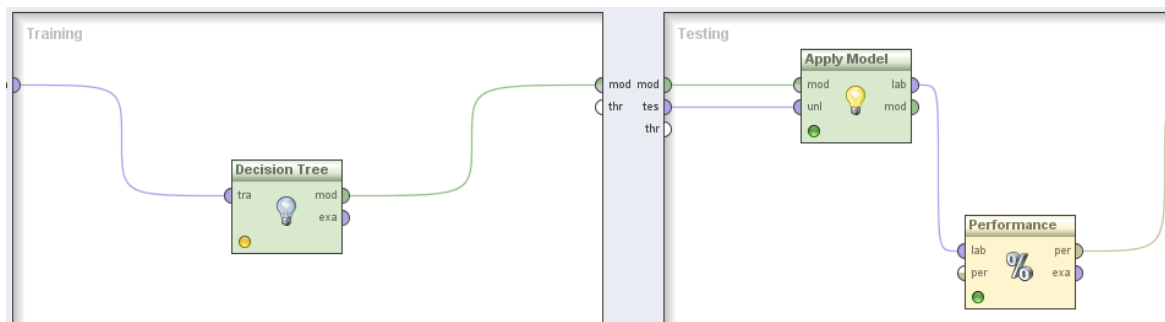 Training
mod
thr
Decision Tree
tra
mod
exa
Testing
mod
tes
thr
Apply Model
mod
lab
unl
mod
Performance
lab
per
per
exa
%